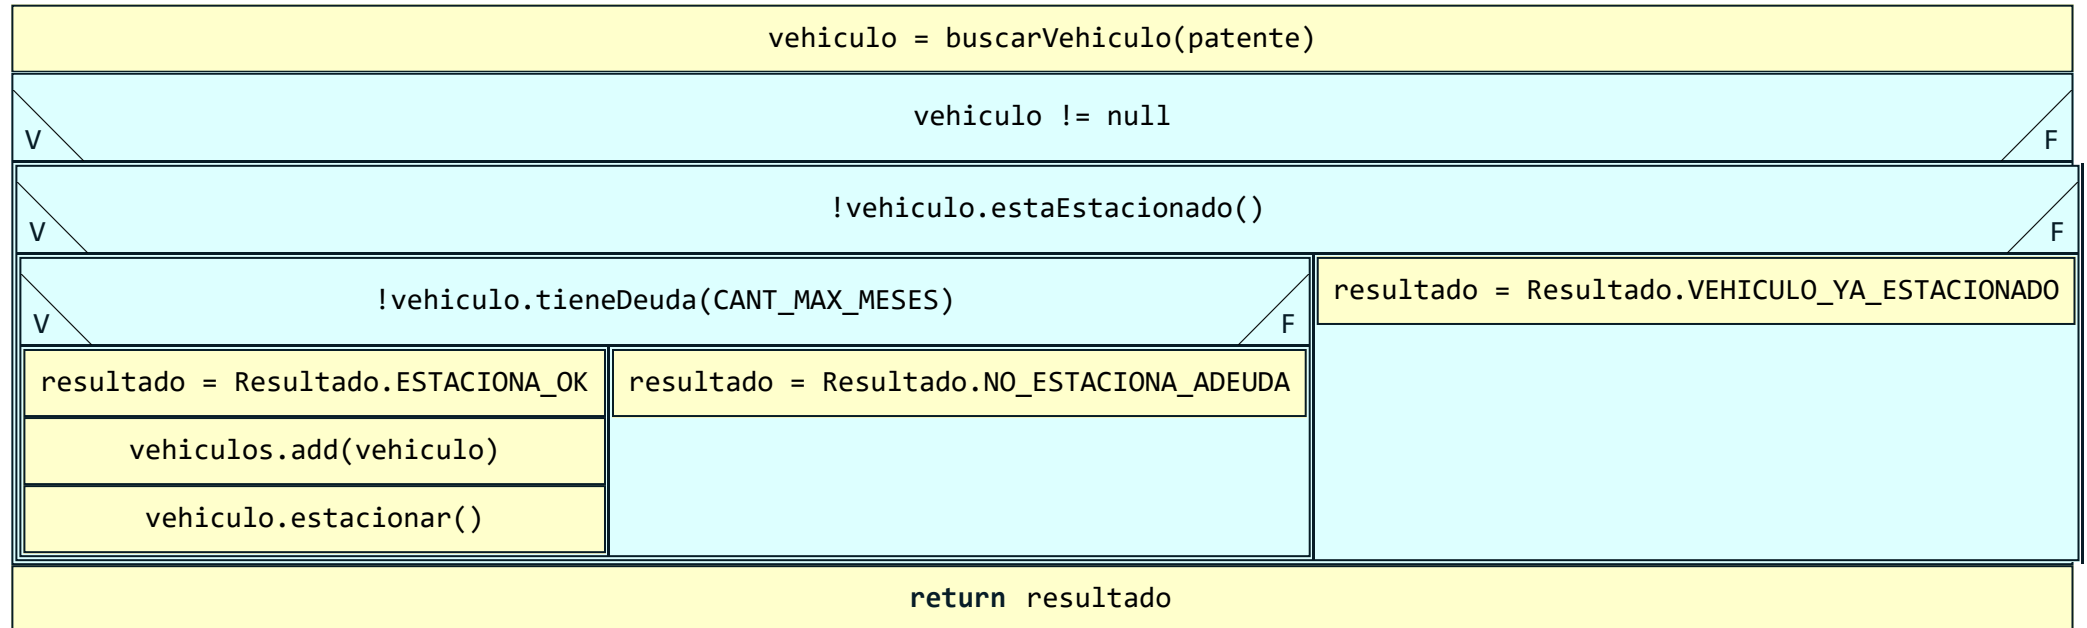 vehiculo = buscarVehiculo(patente)
vehiculo != null
V
F
!vehiculo.estaEstacionado()
V
F
!vehiculo.tieneDeuda(CANT_MAX_MESES)
V
F
resultado = Resultado.VEHICULO_YA_ESTACIONADO
resultado = Resultado.ESTACIONA_OK
resultado = Resultado.NO_ESTACIONA_ADEUDA
vehiculos.add(vehiculo)
vehiculo.estacionar()
return resultado